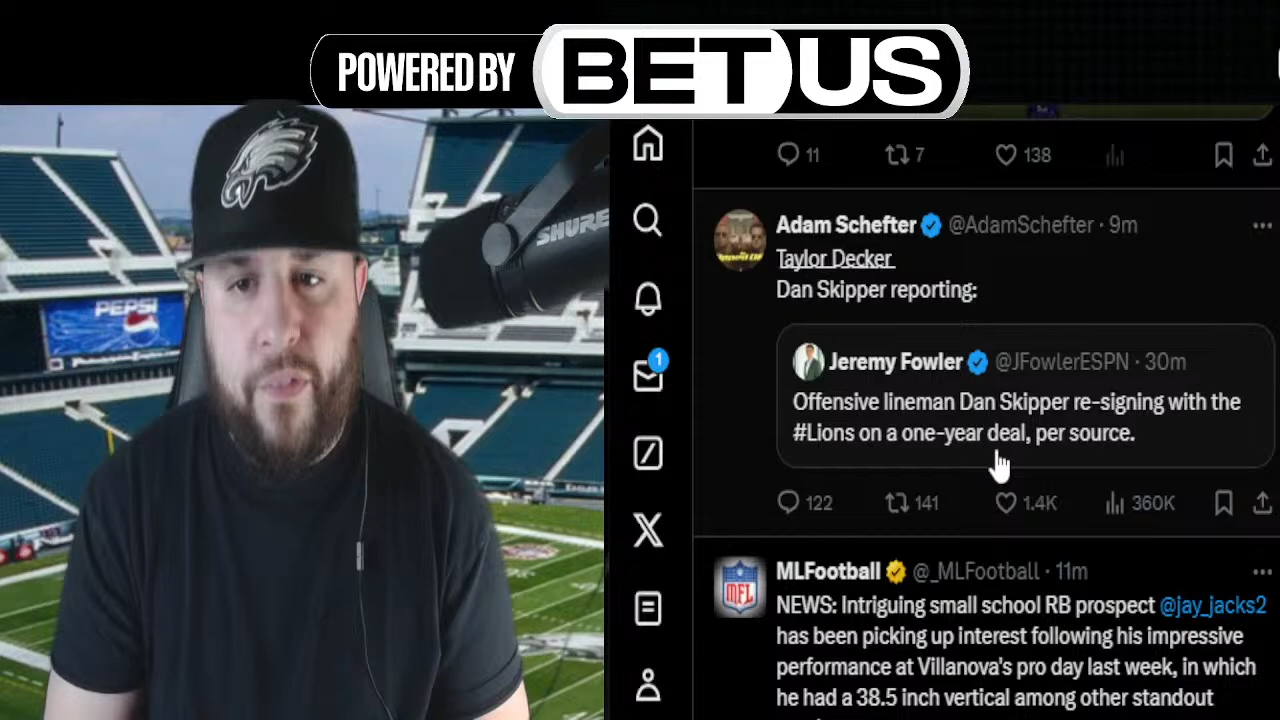 POWERED BY BETUS
PEPSI
SHURE
11
7
138
Adam Schefter @AdamSchefter · 9m
Taylor Decker
Dan Skipper reporting:
Jeremy Fowler @JFowlerESPN · 30m
Offensive lineman Dan Skipper re-signing with the
#Lions on a one-year deal, per source.
122
141
1.4K
360K
1
MFL
MLFootball @_MLFootball · 11m
NEWS: Intriguing small school RB prospect @jay_jacks2
has been picking up interest following his impressive
performance at Villanova's pro day last week, in which
he had a 38.5 inch vertical among other standout